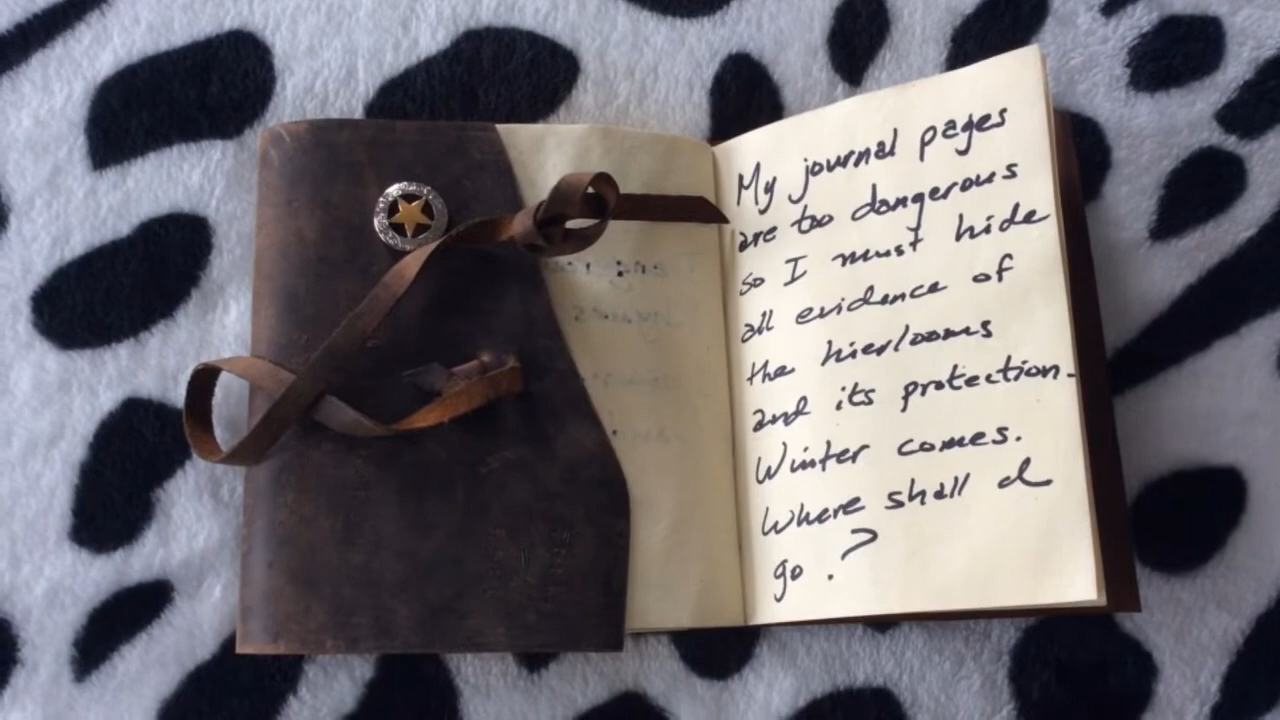 My journal pages
are too dangerous
so I must hide
all evidence of
the hierlooms
and its protection.
Winter comes.
Where shall I
go.?